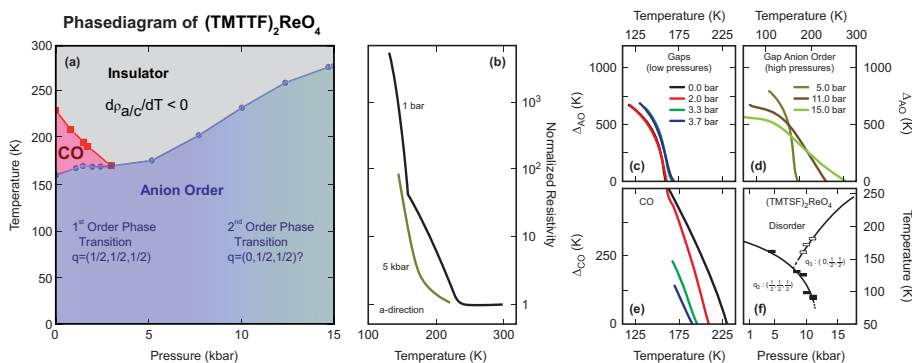 Phasediagram of (TMTTF)₂ReO₄
300
250
200
150
100
50
0
Temperature (K)
(a)
Insulator
dρa/c/dT < 0
CO
Anion Order
1st Order Phase
Transition
q=(1/2,1/2,1/2)
2nd Order Phase
Transition
q=(0,1/2,1/2)?
0 5 10 15
Pressure (kbar)
(b)
1 bar
5 kbar
a-direction
10³
10²
10¹
1
Normalized Resistivity
100 200 300
Temperature (K)
Temperature (K)
125 175 225
1000
500
0
ΔAO (K)
Gaps
(low pressures)
0.0 bar
2.0 bar
3.3 bar
3.7 bar
(c)
Temperature (K)
100 200 280
Gap Anion Order
(high pressures)
5.0 bar
11.0 bar
15.0 bar
(d)
1000
500
0
ΔAO (K)
CO
250
0
ΔCO (K)
(e)
125 175 225
Temperature (K)
(TMTSF)₂ReO₄
Disorder
q₃ : (0,½,½)
q₂ : (½,½,½)
(f)
250
200
150
100
50
Temperature (K)
1 5 10 15
Pressure (kbar)